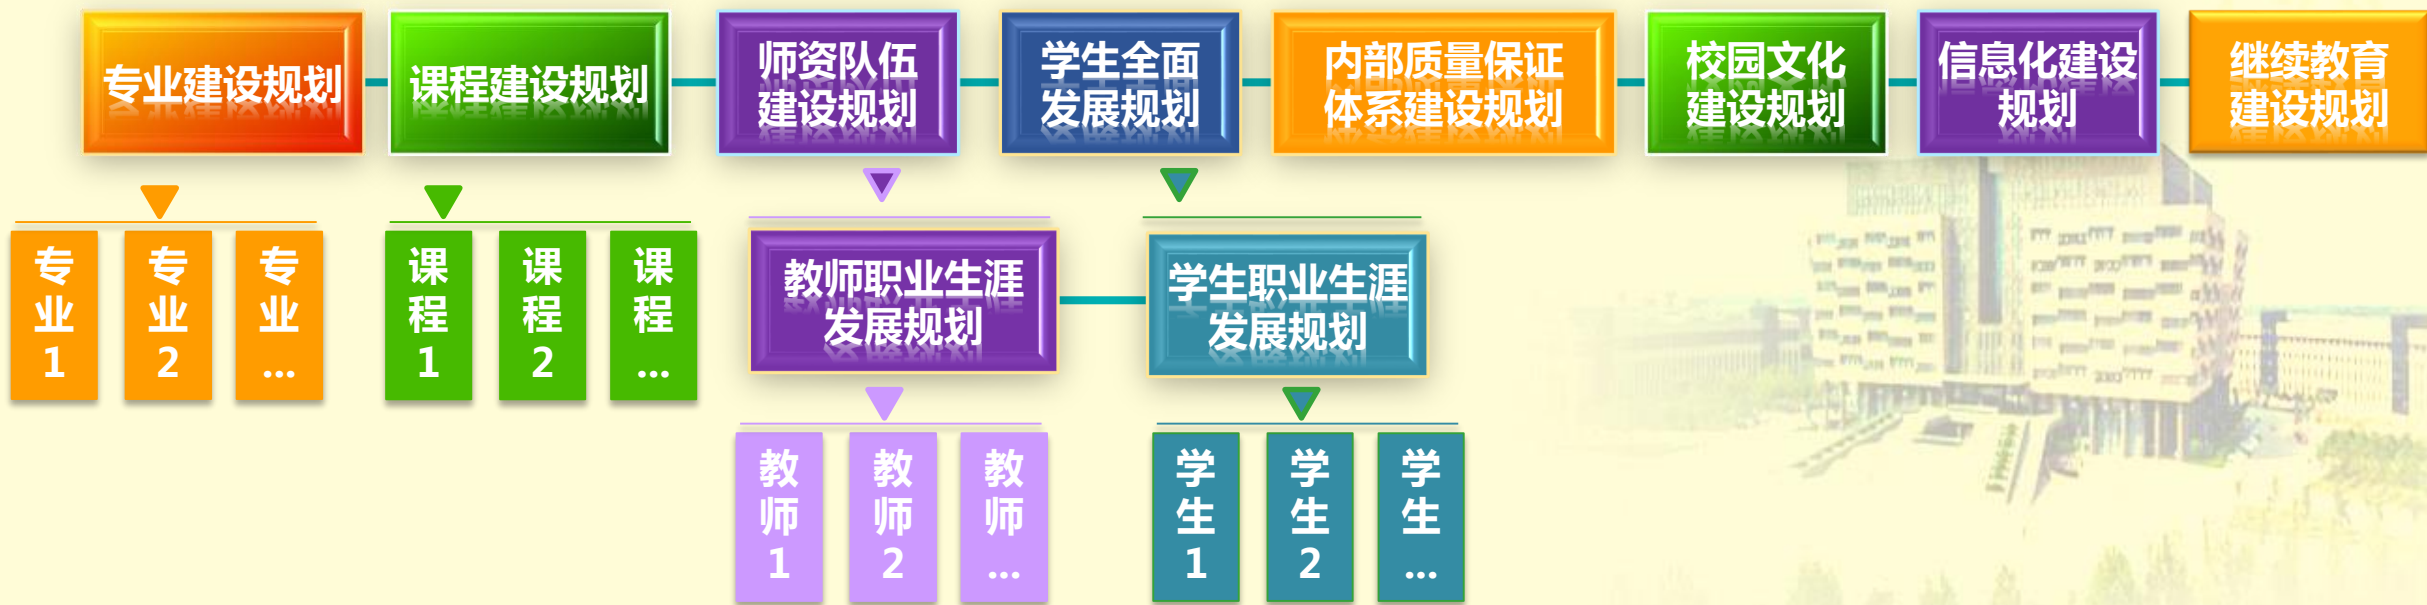 专业建设规划
课程建设规划
师资队伍
建设规划
学生全面
发展规划
内部质量保证
体系建设规划
校园文化
建设规划
信息化建设
规划
继续教育
建设规划
专业1
专业2
专业...
课程1
课程2
课程...
教师职业生涯
发展规划
学生职业生涯
发展规划
教师1
教师2
教师...
学生1
学生2
学生...